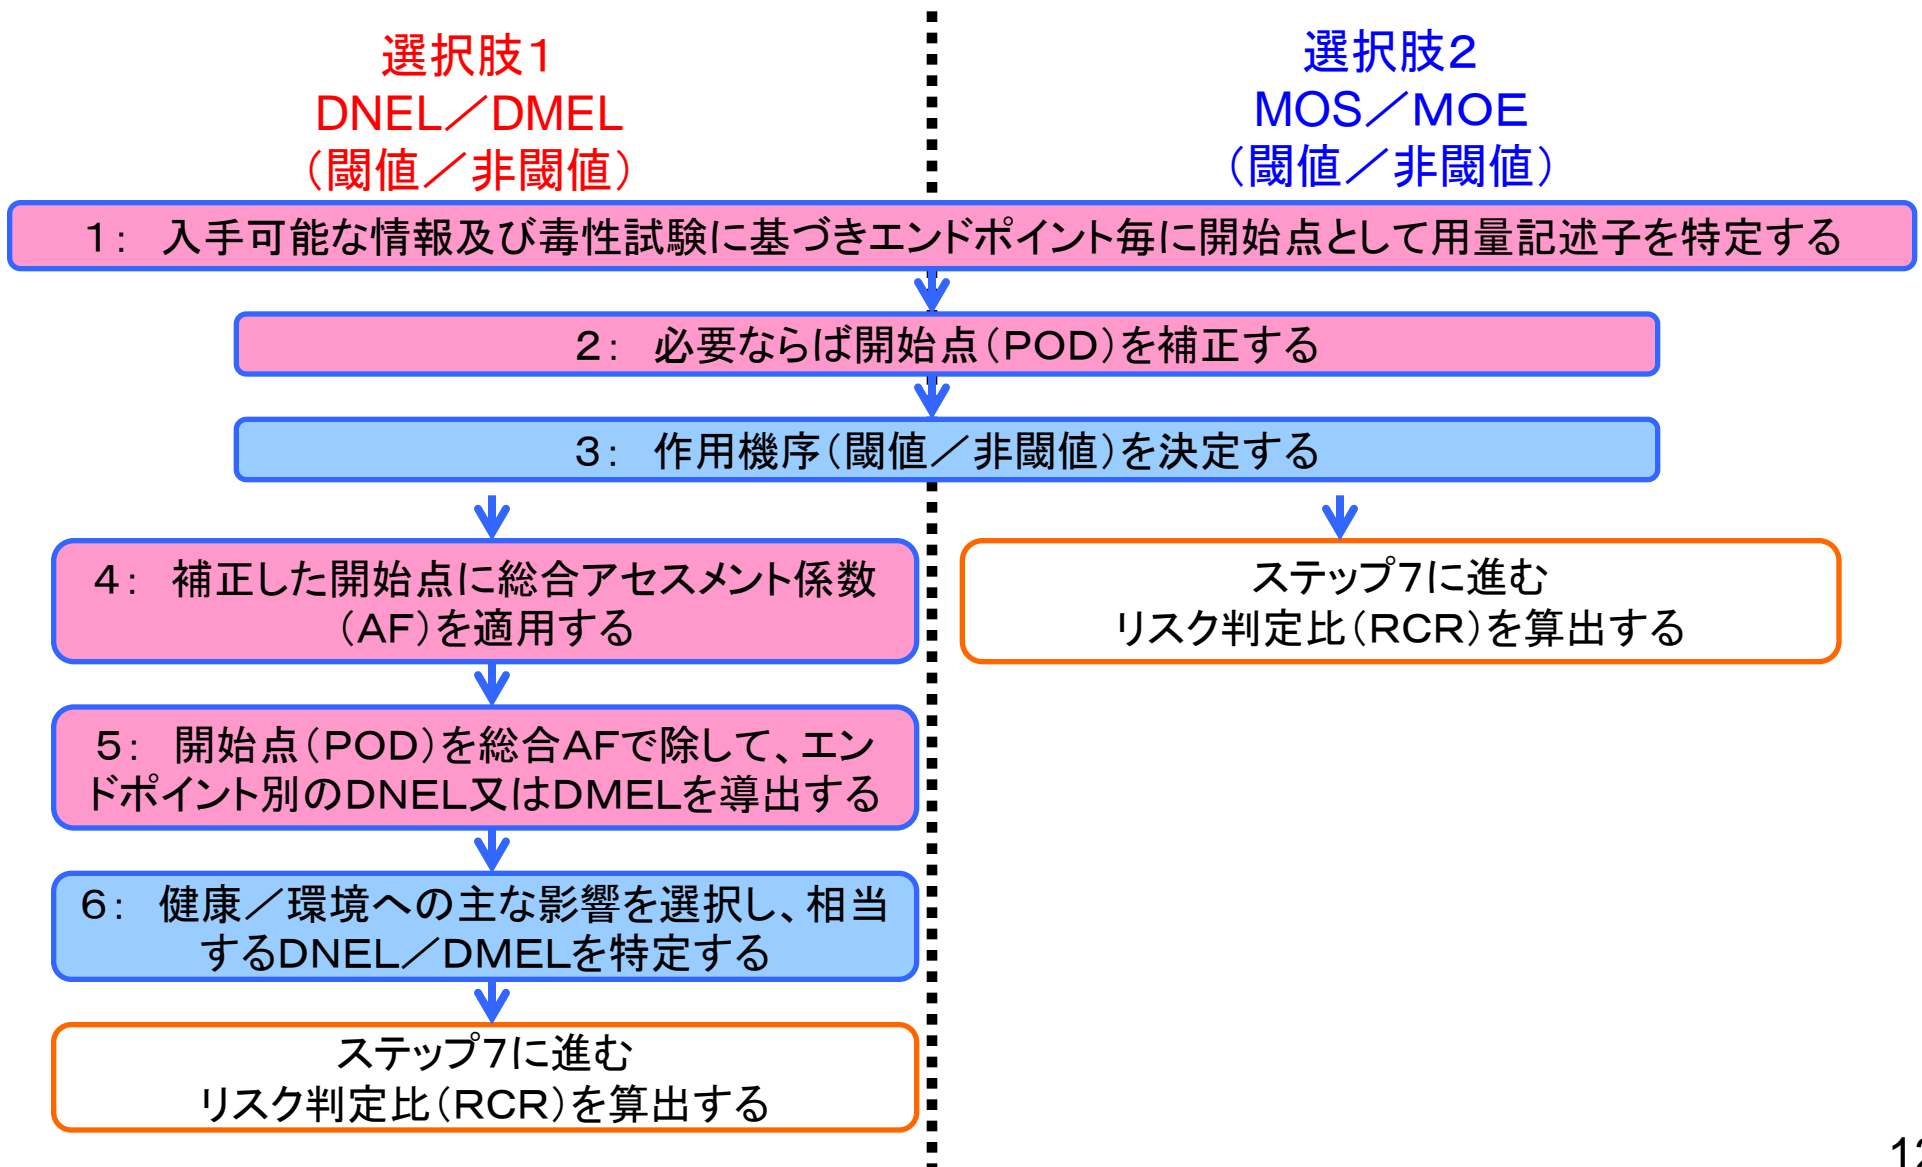 選択肢１
DNEL／DMEL
（閾値／非閾値）
選択肢２
MOS／MOE
（閾値／非閾値）
１： 入手可能な情報及び毒性試験に基づきエンドポイント毎に開始点として用量記述子を特定する
２： 必要ならば開始点（POD）を補正する
３： 作用機序（閾値／非閾値）を決定する
４： 補正した開始点に総合アセスメント係数
（AF）を適用する
ステップ７に進む
リスク判定比（RCR）を算出する
５： 開始点（POD）を総合AFで除して、エン
ドポイント別のDNEL又はDMELを導出する
６： 健康／環境への主な影響を選択し、相当
するDNEL／DMELを特定する
ステップ７に進む
リスク判定比（RCR）を算出する
12